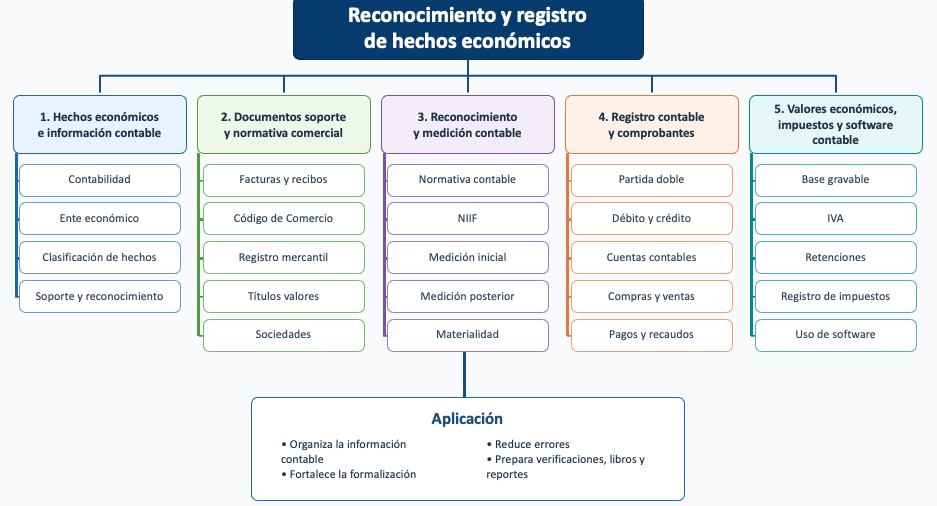 Reconocimiento y registro
de hechos económicos
1. Hechos económicos
e información contable
Contabilidad
Ente económico
Clasificación de hechos
Soporte y reconocimiento
2. Documentos soporte
y normativa comercial
Facturas y recibos
Código de Comercio
Registro mercantil
Títulos valores
Sociedades
3. Reconocimiento
y medición contable
Normativa contable
NIIF
Medición inicial
Medición posterior
Materialidad
4. Registro contable
y comprobantes
Partida doble
Débito y crédito
Cuentas contables
Compras y ventas
Pagos y recaudos
5. Valores económicos,
impuestos y software
contable
Base gravable
IVA
Retenciones
Registro de impuestos
Uso de software
Aplicación
• Organiza la información
contable
• Fortalece la formalización
• Reduce errores
• Prepara verificaciones, libros y
reportes